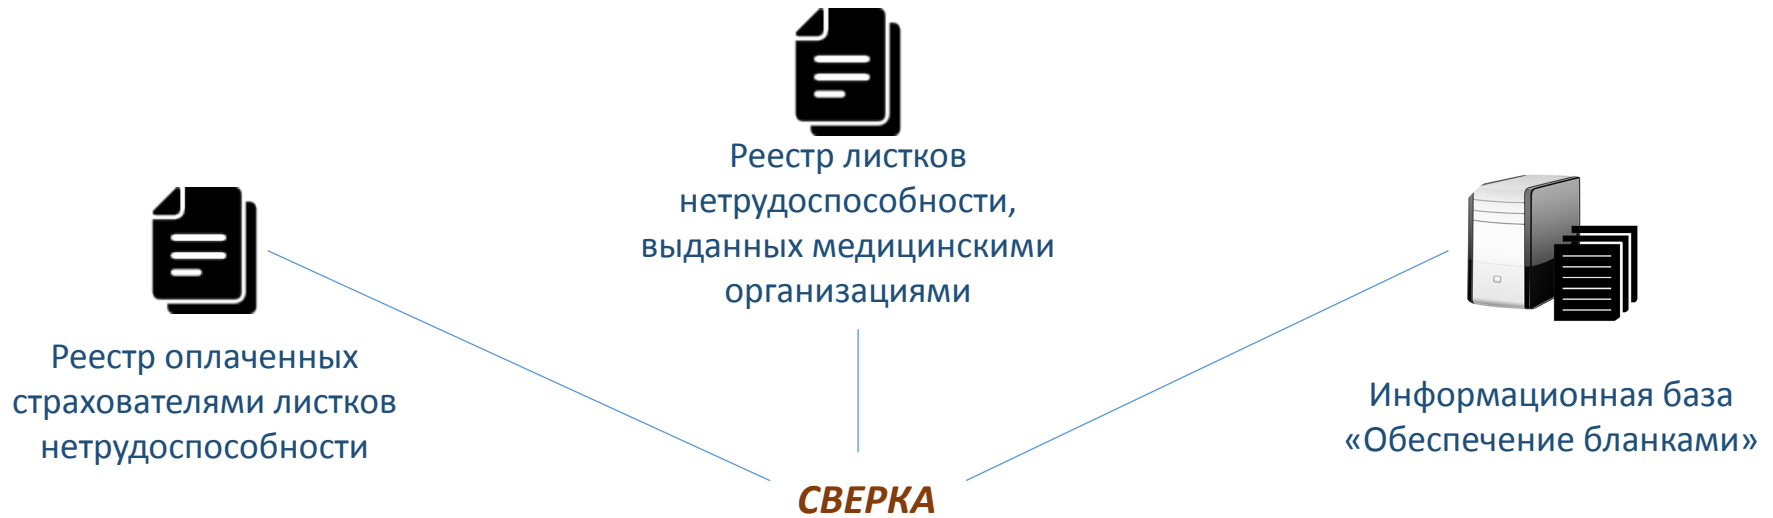 Реестр листков
нетрудоспособности,
выданных медицинскими
организациями
Реестр оплаченных
страхователями листков
нетрудоспособности
Информационная база
«Обеспечение бланками»
СВЕРКА